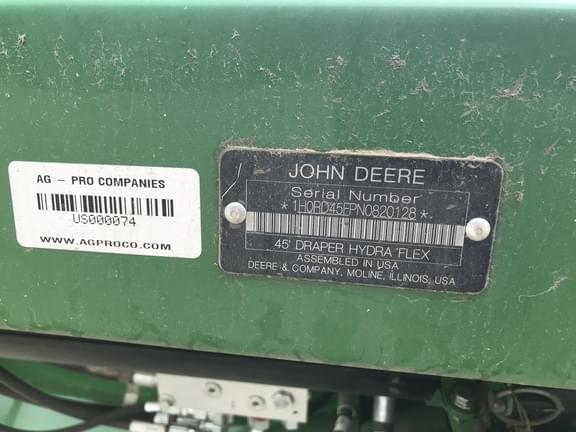 AG - PRO COMPANIES
US000074
WWW.AGPROCO.COM
JOHN DEERE
Serial Number
*1H0RD45FPN0820128*
45' DRAPER HYDRA FLEX
ASSEMBLED IN USA
DEERE & COMPANY, MOLINE, ILLINOIS, USA